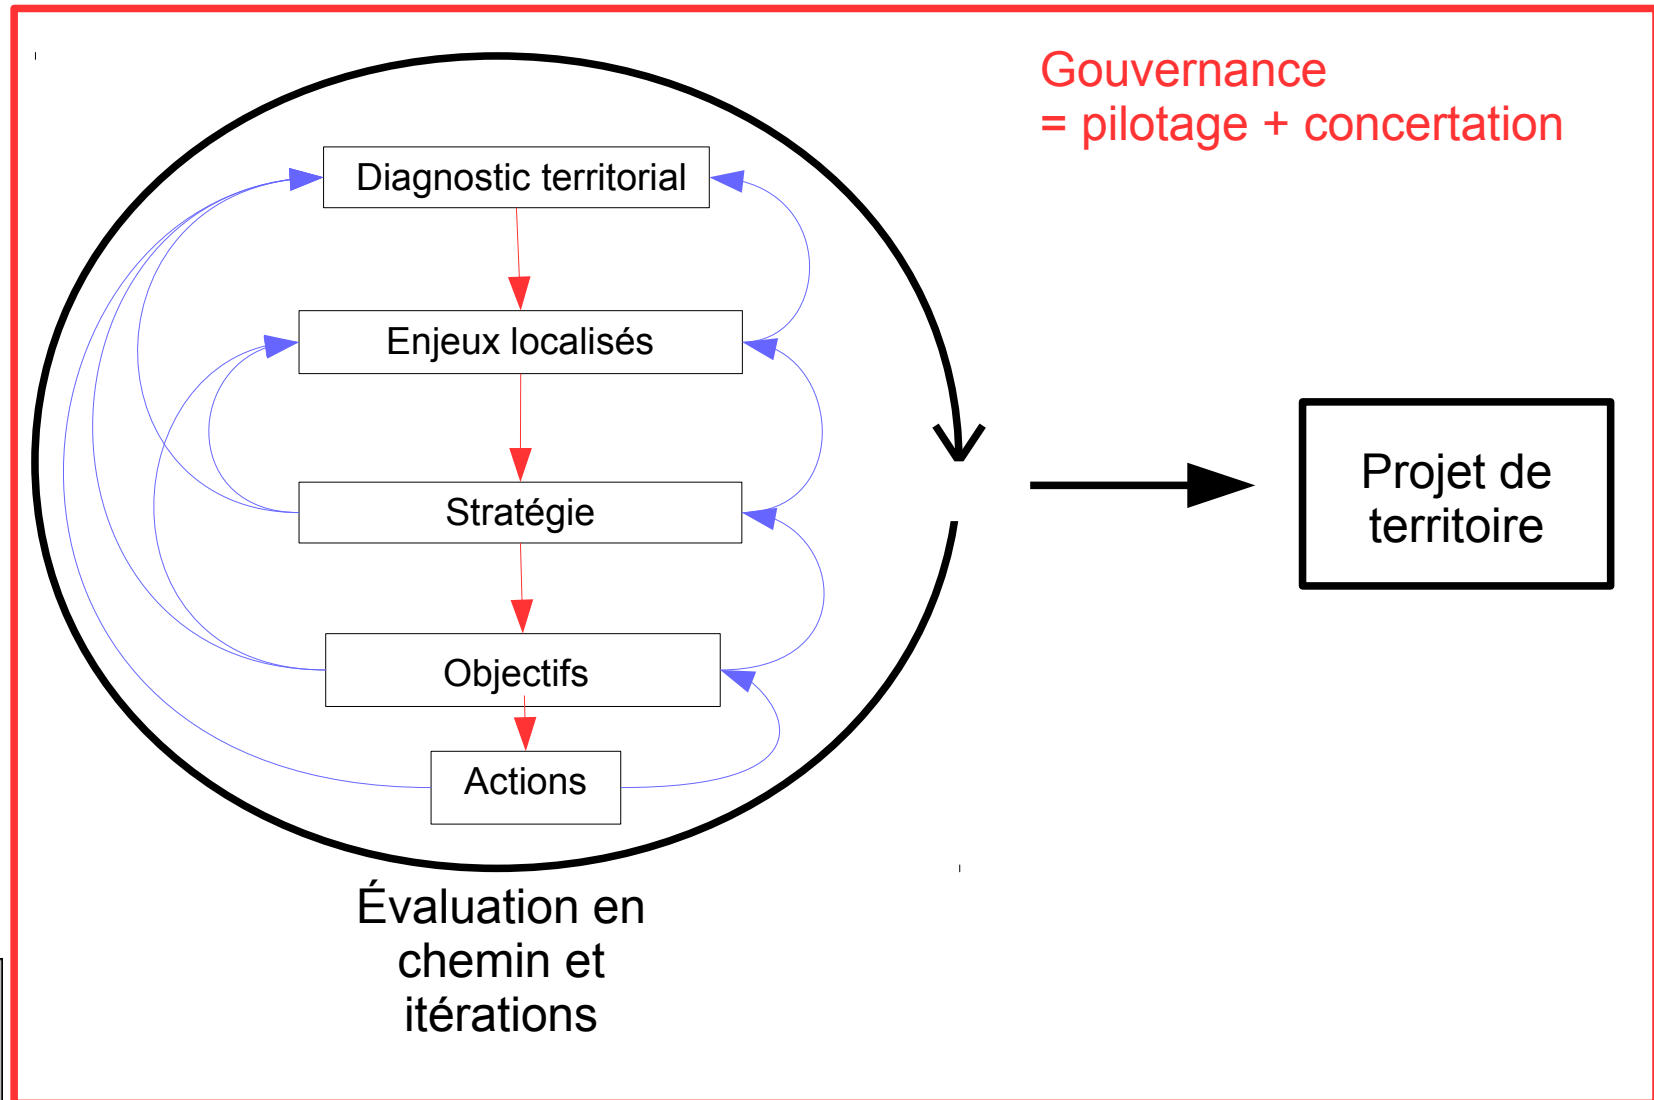 Gouvernance
= pilotage + concertation
Diagnostic territorial
Enjeux localisés
Stratégie
Objectifs
Actions
Projet de
territoire
Évaluation en
chemin et
itérations